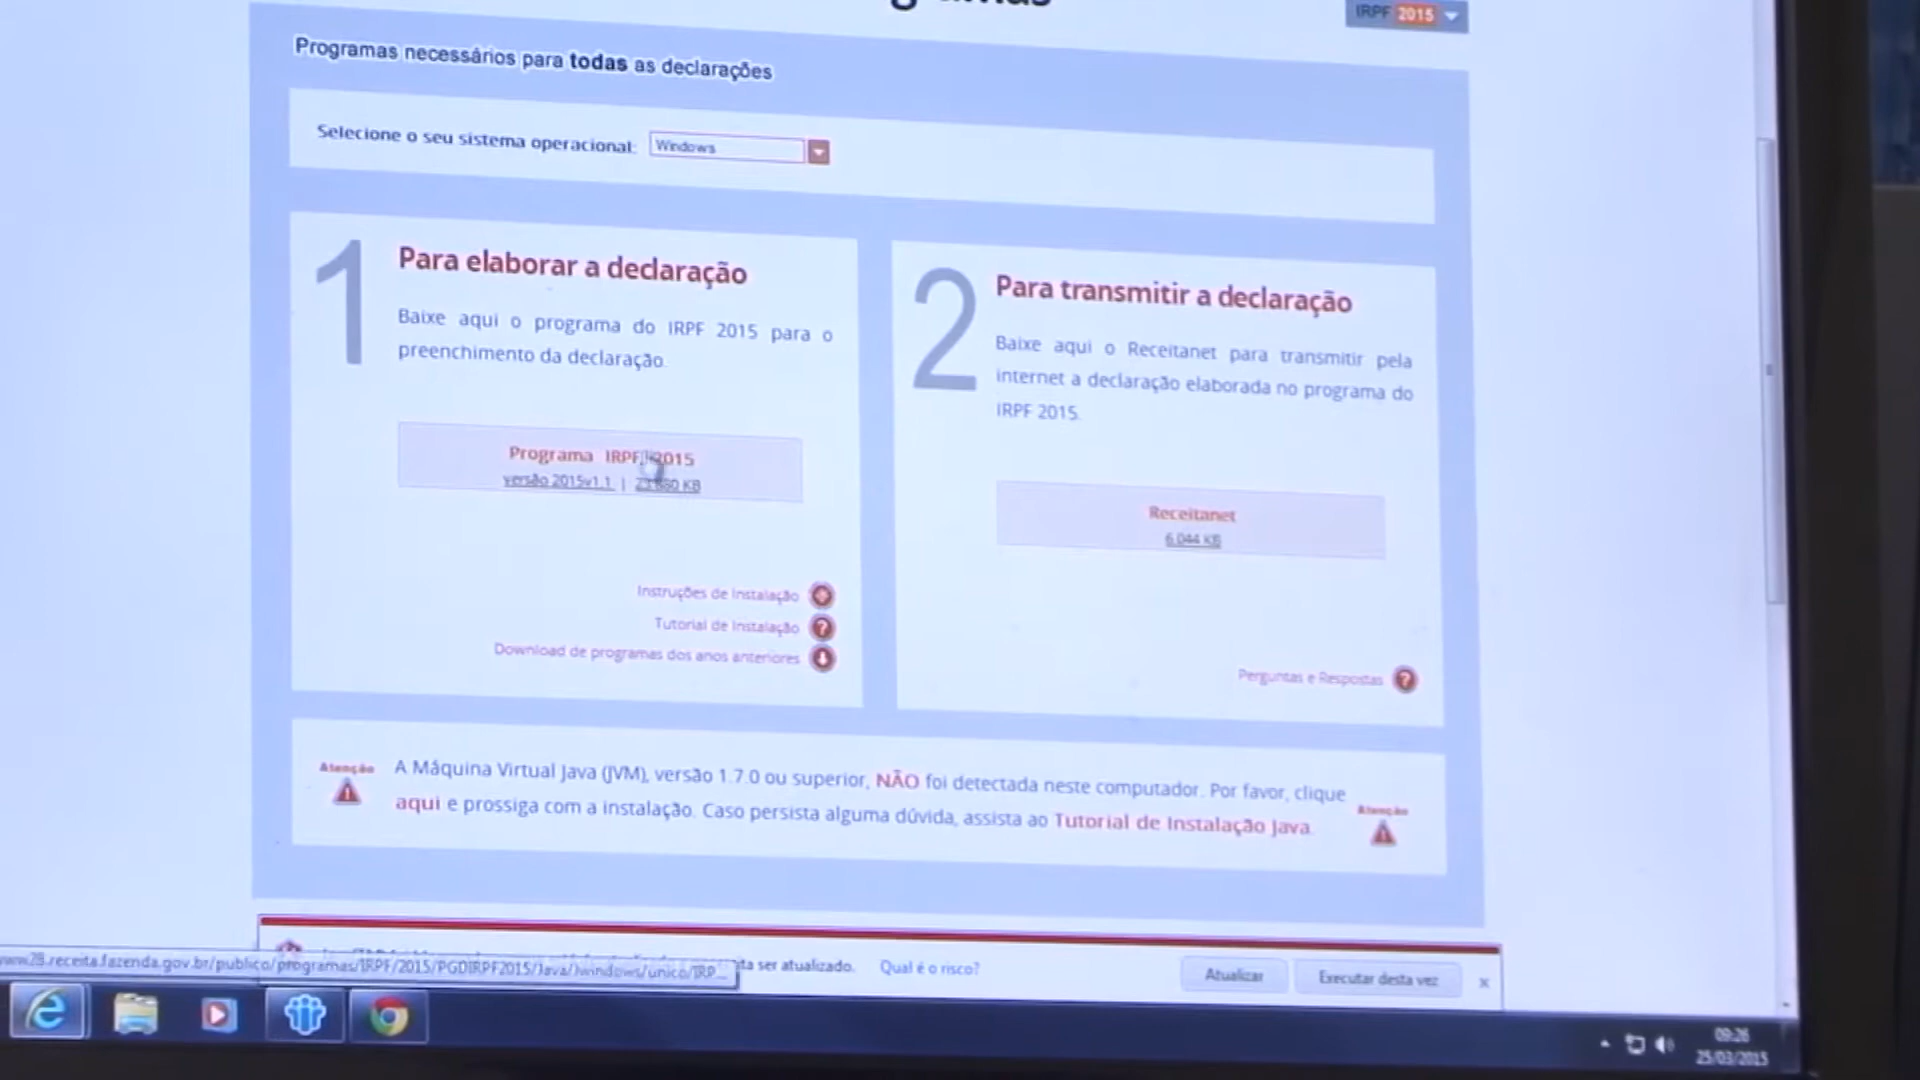 IRPF 2015
Programas necessários para todas as declarações
Selecione o seu sistema operacional: Windows
1
Para elaborar a declaração
Baixe aqui o programa do IRPF 2015 para o
preenchimento da declaração.
Programa IRPF 2015
versão 2015v1.1 | KB
Instruções de Instalação
Tutorial de Instalação
Download de programas dos anos anteriores
2
Para transmitir a declaração
Baixe aqui o Receitanet para transmitir pela
internet a declaração elaborada no programa do
IRPF 2015.
Receitanet
6.044 KB
Perguntas e Respostas
Atenção
A Máquina Virtual Java (JVM), versão 1.7.0 ou superior, NÃO foi detectada neste computador. Por favor, clique
aqui e prossiga com a instalação. Caso persista alguma dúvida, assista ao Tutorial de Instalação Java.
Atenção
ser atualizado. Qual é o risco?
Atualizar
Executar desta vez
x
www28.receita.fazenda.gov.br/publico/programas/IRPF/2015/PGDIRPF2015/Java/windows/unico/IRP...
09:26
25/03/2015